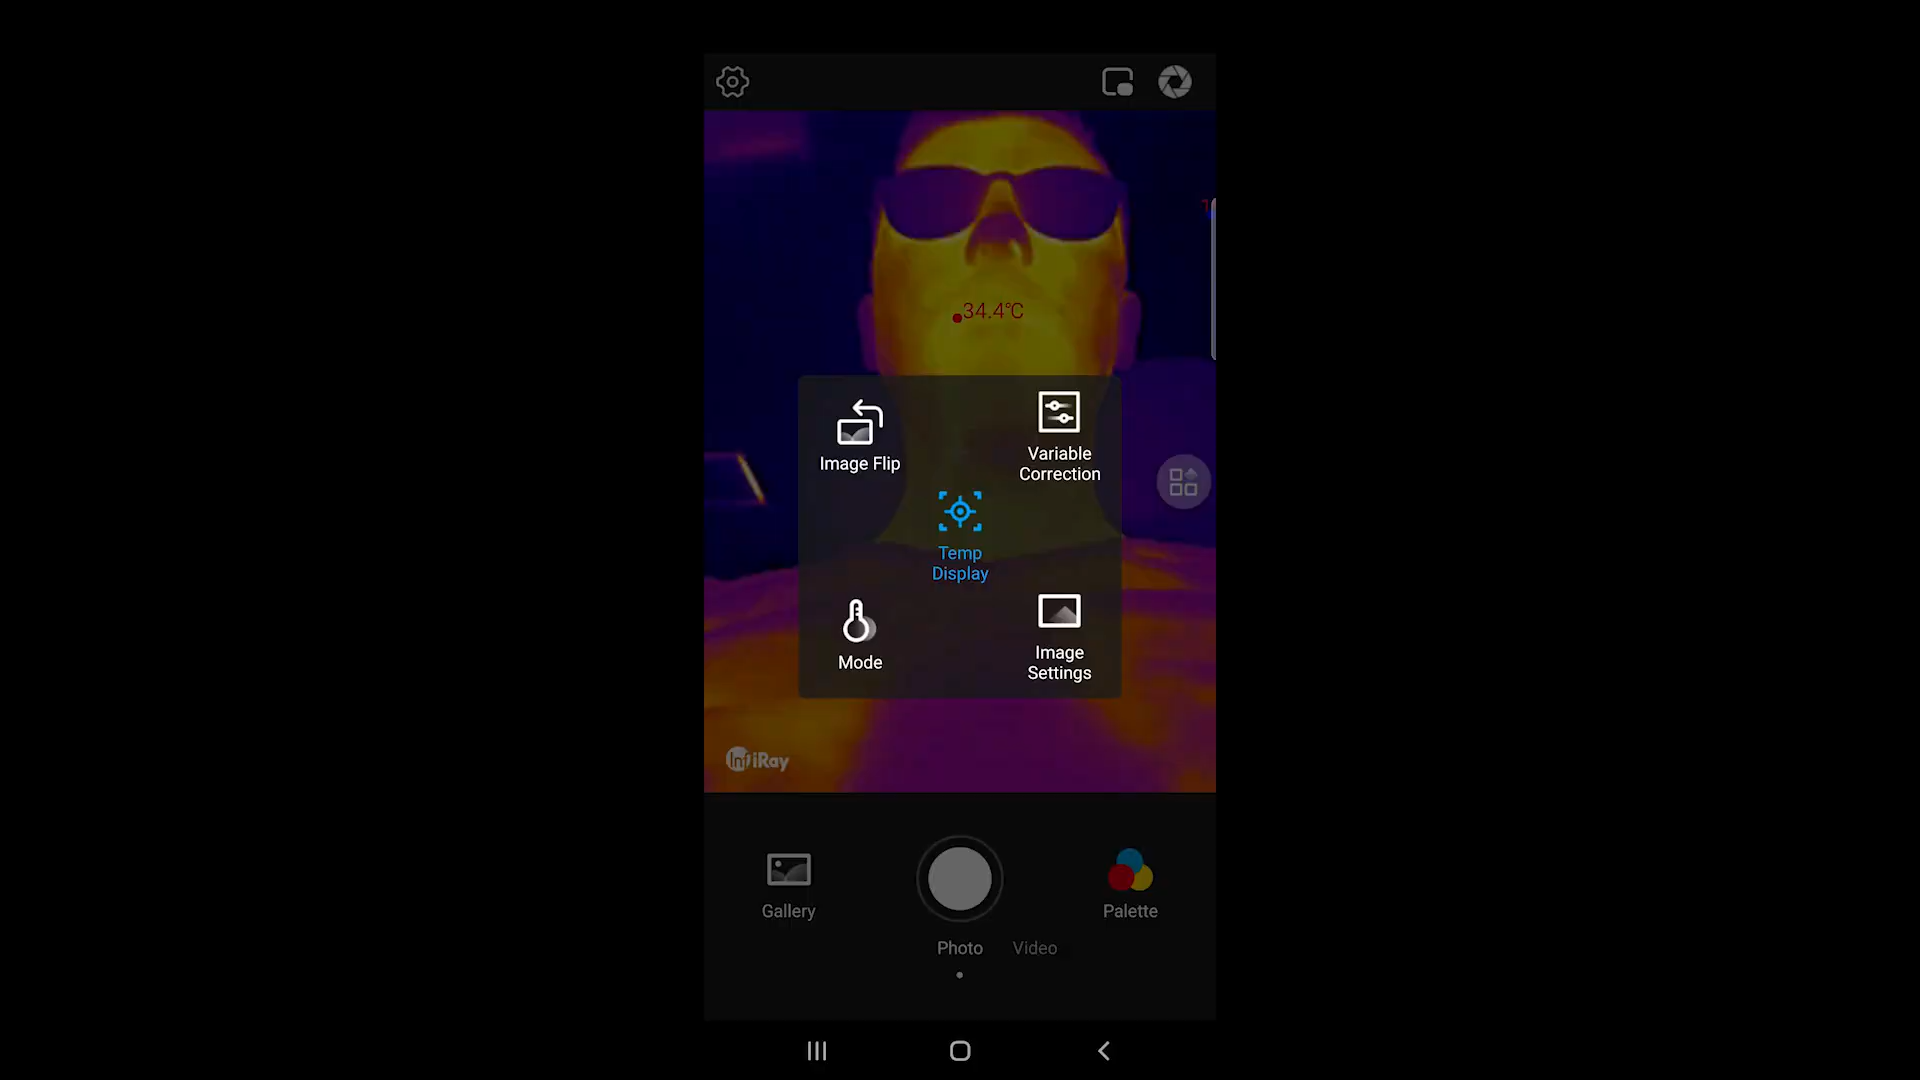 34.4℃
Image Flip
Variable
Correction
Temp
Display
Mode
Image
Settings
InfiRay
Gallery
Palette
Photo
Video